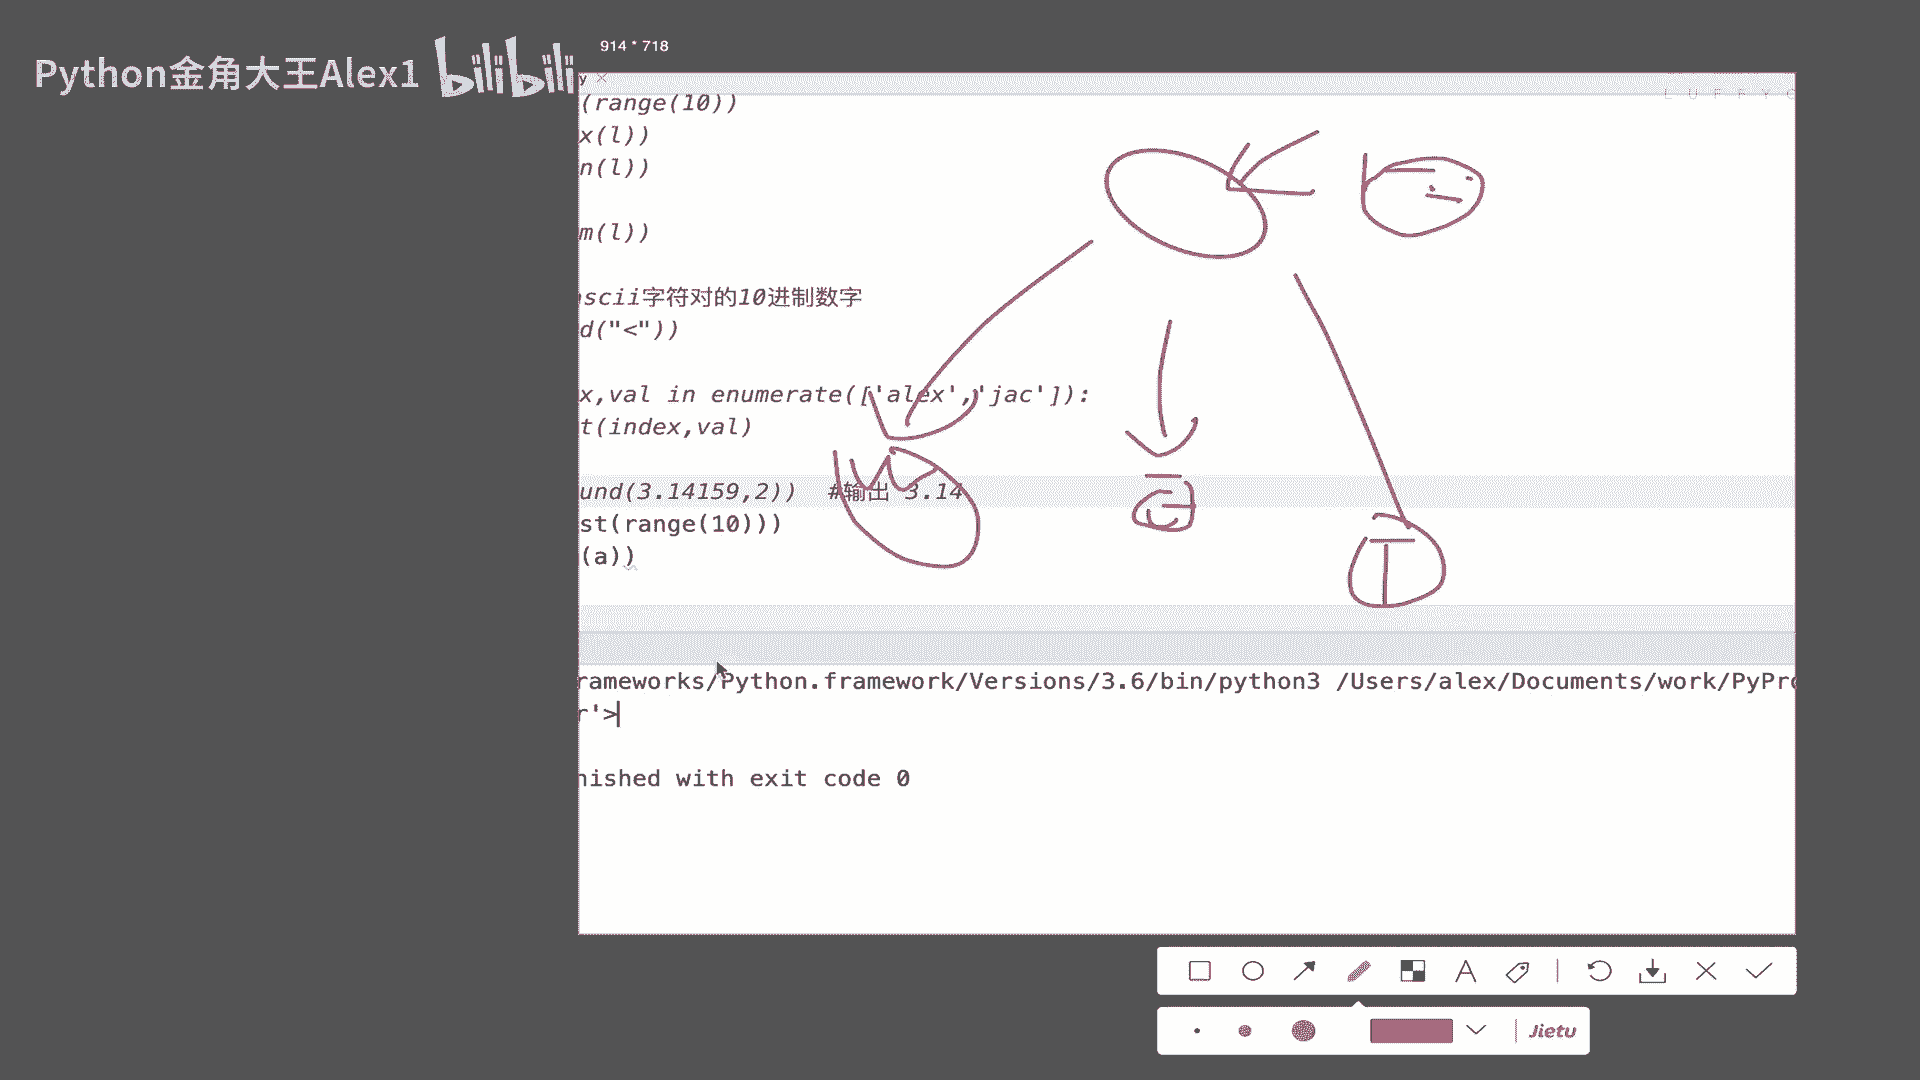 Python金角大王Alex1 bilibili
914 * 718
y ×
LUFFYC
(range(10))
x(l))
n(l))
m(l))
ascii字符对的10进制数字
d("<"))
x,val in enumerate(['alex','jac']):
t(index,val)
und(3.14159,2)) #输出 3.14
st(range(10)))
(a))
rameworks/Python.framework/Versions/3.6/bin/python3 /Users/alex/Documents/work/PyPro
r'>
nished with exit code 0
A
Jietu